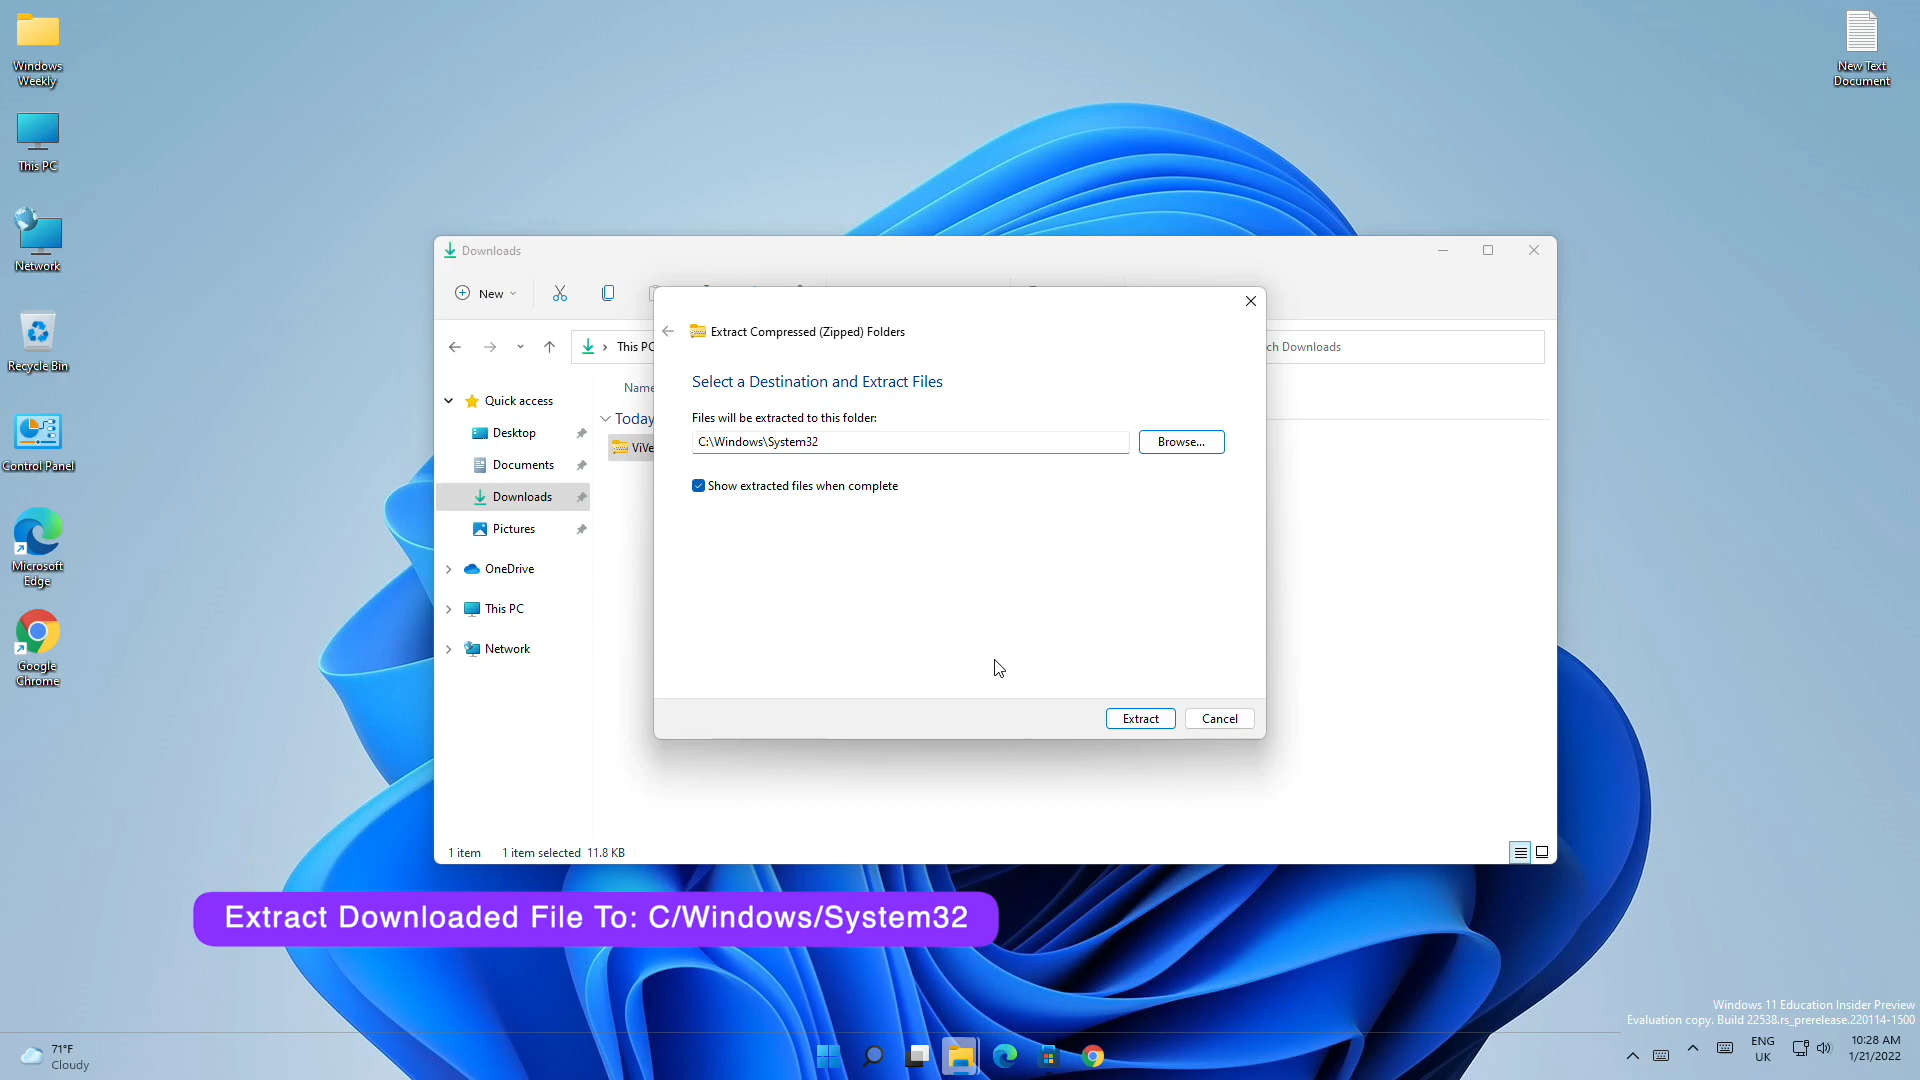 Windows
Weekly
This PC
Network
Recycle Bin
Control Panel
Microsoft
Edge
Google
Chrome
New Text
Document
Downloads
New
This PC
Downloads
Quick access
Desktop
Documents
Downloads
Pictures
OneDrive
This PC
Network
Name
Today
1 item 1 item selected 11.8 KB
Extract Compressed (Zipped) Folders
Select a Destination and Extract Files
Files will be extracted to this folder:
C:\Windows\System32
Browse...
Show extracted files when complete
Extract Cancel
Extract Downloaded File To: C/Windows/System32
Windows 11 Education Insider Preview
Evaluation copy. Build 22538.rs_prerelease.220114-1500
71°F
Cloudy
ENG
UK
10:28 AM
1/21/2022